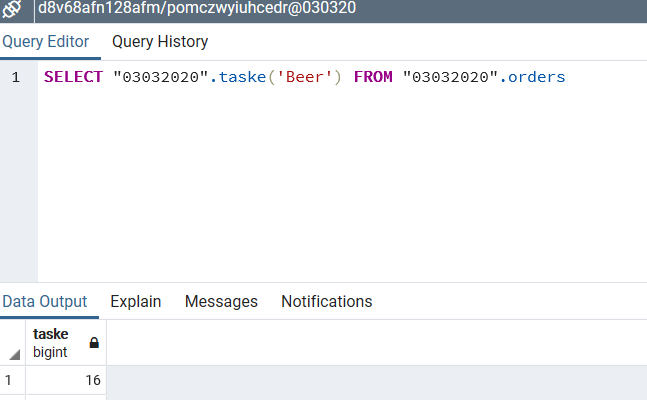 d8v68afn128afm/pomczwyiuhcedr@030320
Query Editor Query History
1 SELECT "03032020".taske('Beer') FROM "03032020".orders
Data Output Explain Messages Notifications
taske
bigint
1 16